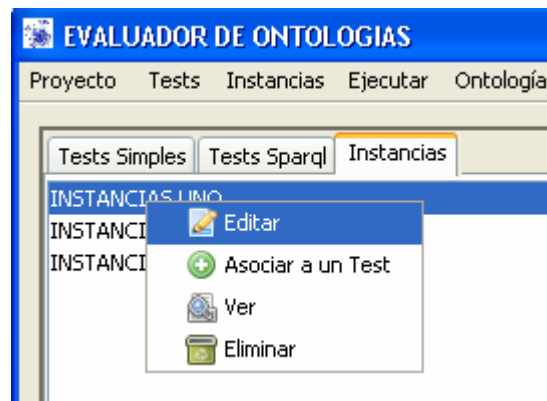 EVALUADOR DE ONTOLOGIAS
Proyecto Tests Instancias Ejecutar Ontología
Tests Simples Tests Sparql Instancias
INSTANCIAS UNO
Editar
Asociar a un Test
Ver
Eliminar